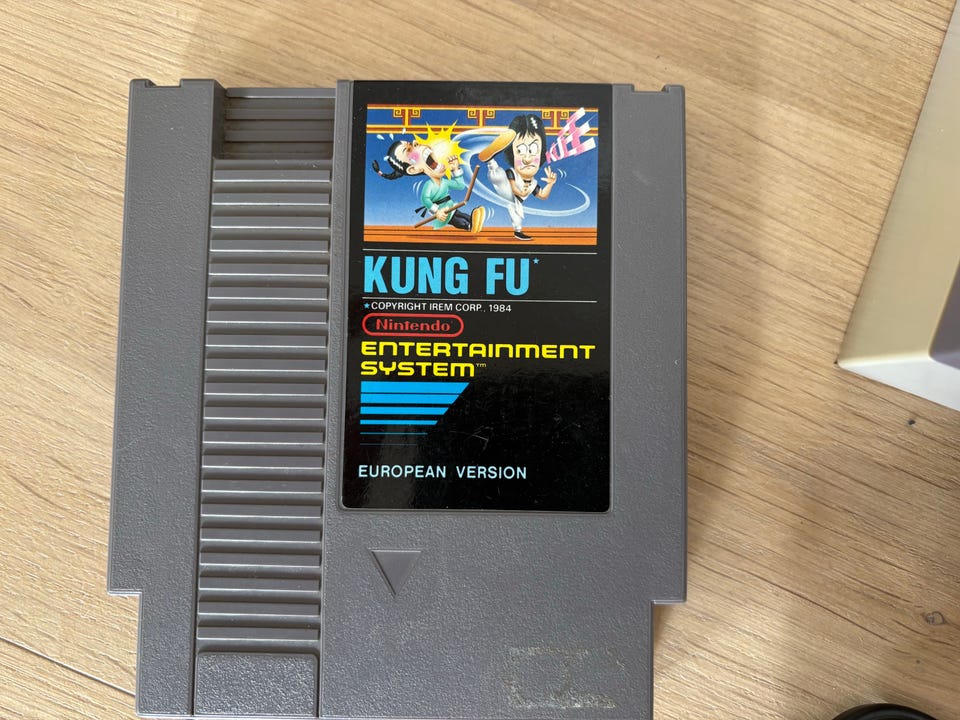 KUNG FU*
*COPYRIGHT IREM CORP., 1984
Nintendo
ENTERTAINMENT
SYSTEM™
EUROPEAN VERSION